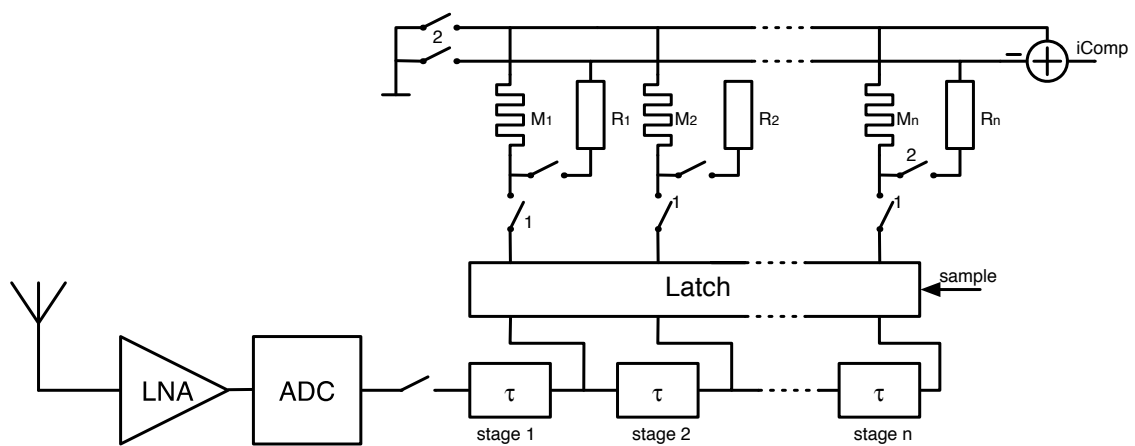 2
iComp
M1
R1
M2
R2
Mn
Rn
2
1
1
1
Latch
sample
LNA
ADC
τ
τ
τ
stage 1
stage 2
stage n